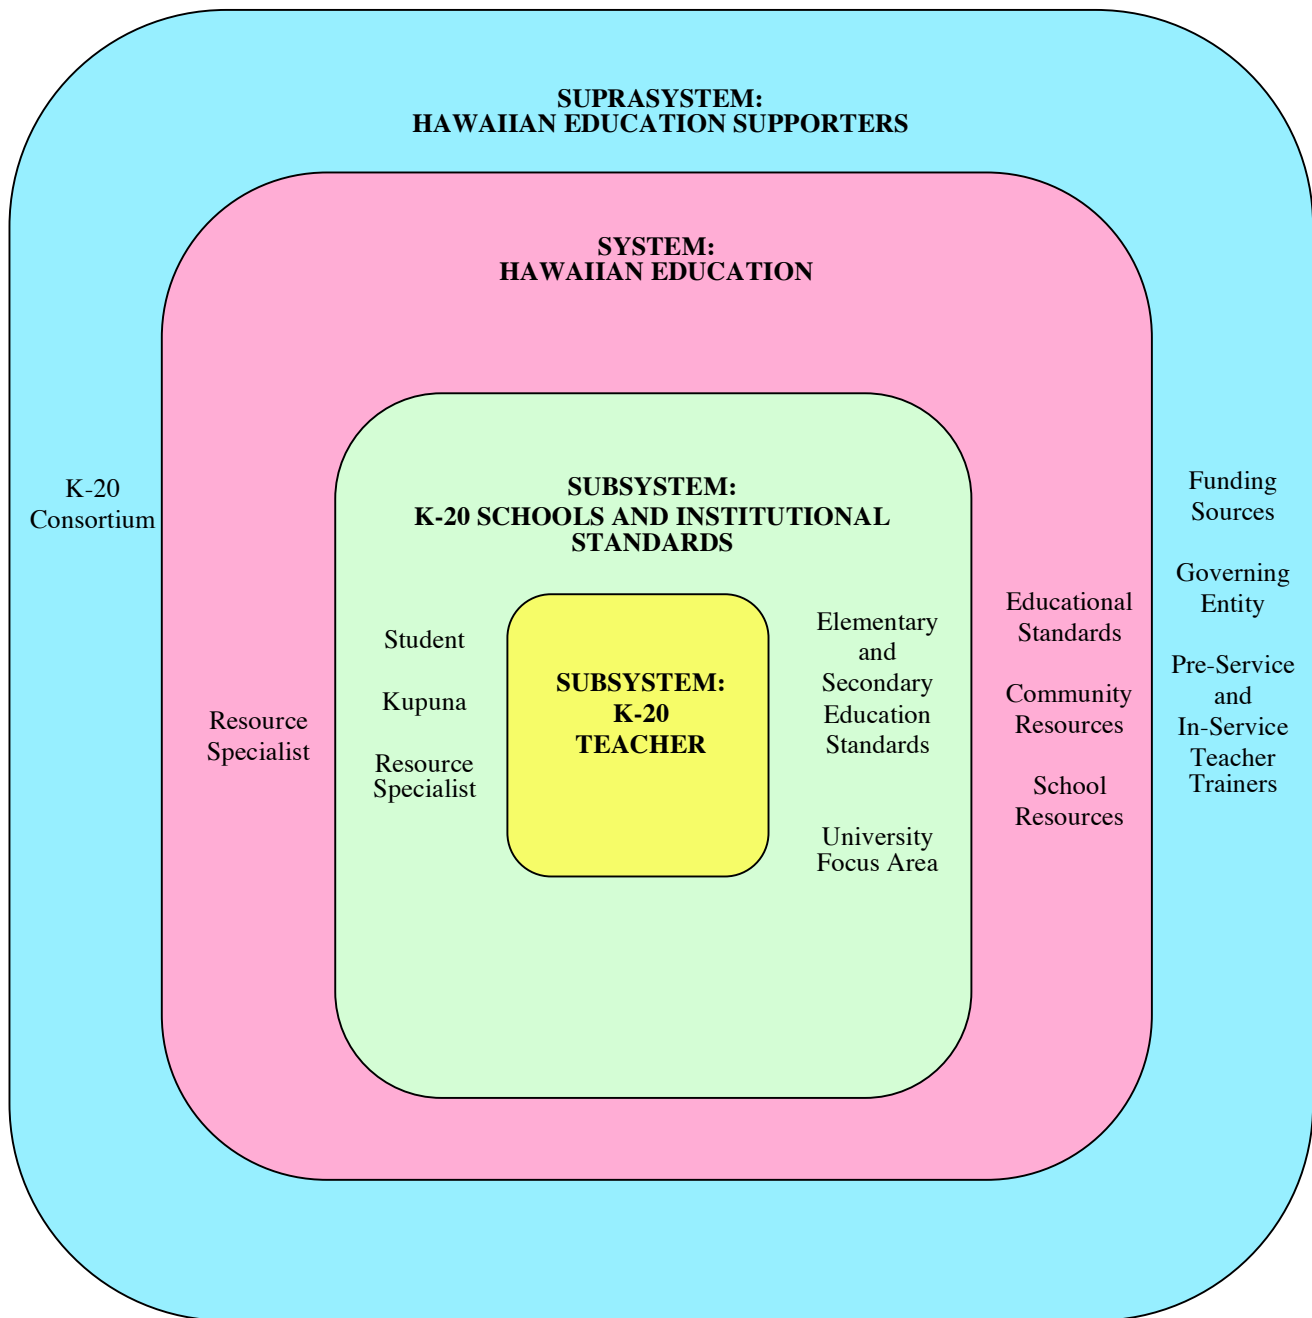 SUPRASYSTEM:
HAWAIIAN EDUCATION SUPPORTERS
SYSTEM:
HAWAIIAN EDUCATION
SUBSYSTEM:
K-20 SCHOOLS AND INSTITUTIONAL
STANDARDS
SUBSYSTEM:
K-20
TEACHER
K-20
Consortium
Resource
Specialist
Student
Kupuna
Resource
Specialist
Elementary
and
Secondary
Education
Standards
University
Focus Area
Educational
Standards
Community
Resources
School
Resources
Funding
Sources
Governing
Entity
Pre-Service
and
In-Service
Teacher
Trainers